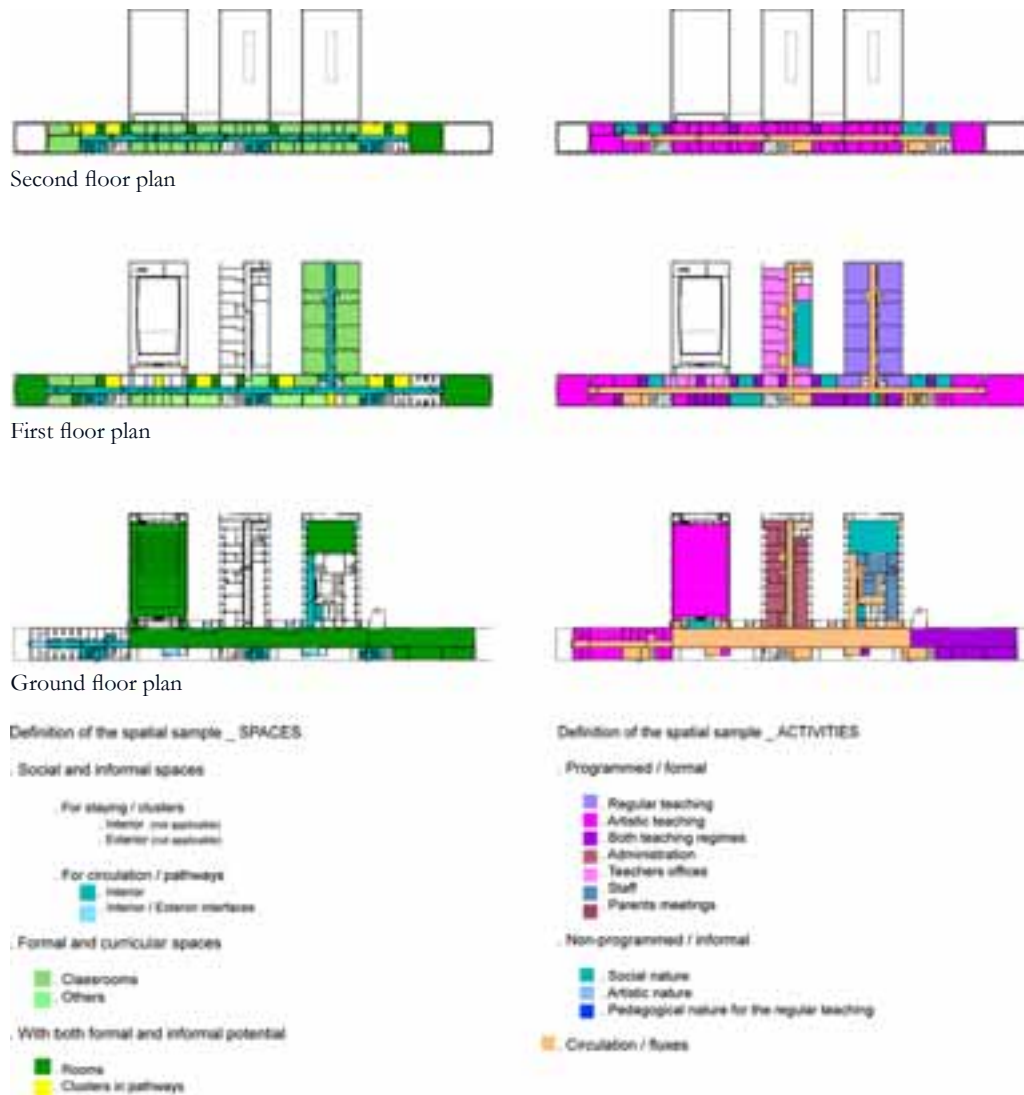 Second floor plan
First floor plan
Ground floor plan
Definition of the spatial sample _ SPACES
. Social and informal spaces
. For staying / clusters
. Interior (not applicable)
. Exterior (not applicable)
. For circulation / pathways
. Interior
. Interior / Exterior interfaces
. Formal and curricular spaces
. Classrooms
. Others
. With both formal and informal potential
. Rooms
. Clusters in pathways
Definition of the spatial sample _ ACTIVITIES
. Programmed / formal
. Regular teaching
. Artistic teaching
. Both teaching regimes
. Administration
. Teachers offices
. Staff
. Parents meetings
. Non-programmed / informal
. Social nature
. Artistic nature
. Pedagogical nature for the regular teaching
. Circulation / fluxes